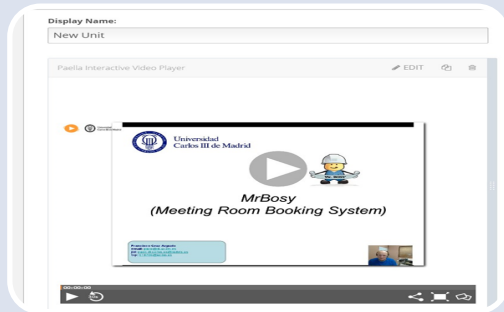 Display Name:
New Unit
Paella Interactive Video Player
EDIT
Universidad
Carlos III de Madrid
MrBosy
(Meeting Room Booking System)
00:00:00